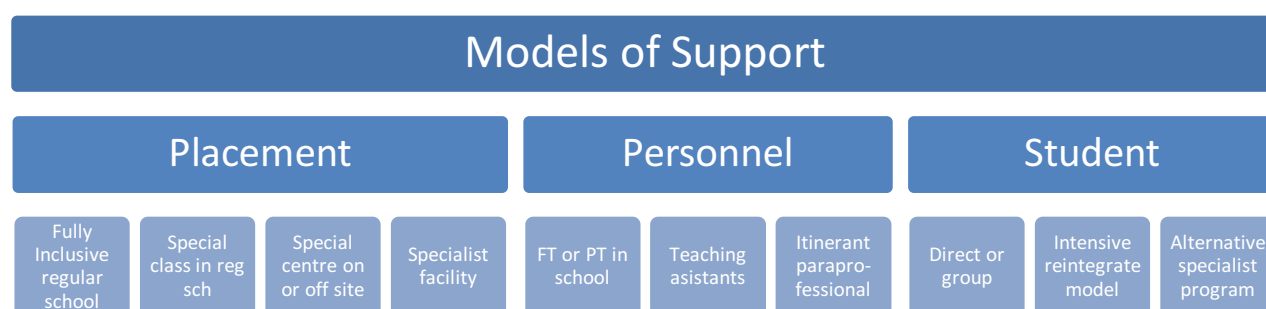 Models of Support
Placement
Personnel
Student
Fully
Inclusive
regular
school
Special
class in reg
sch
Special
centre on
or off site
Specialist
facility
FT or PT in
school
Teaching
asistants
Itinerant
parapro-
fessional
Direct or
group
Intensive
reintegrate
model
Alternative
specialist
program